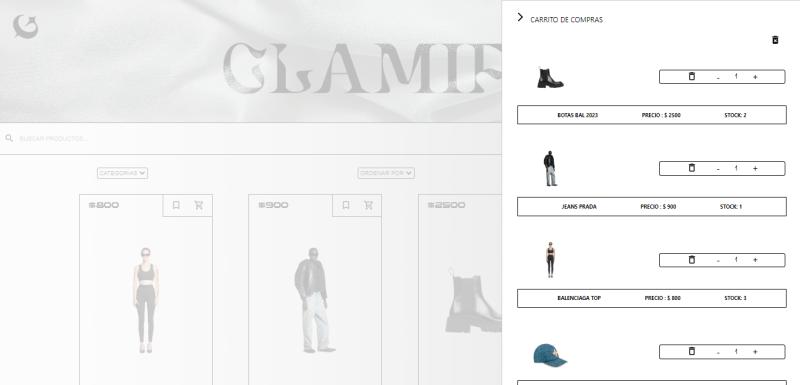 CARRITO DE COMPRAS
GLAMIF
BUSCAR PRODUCTOS...
CATEGORIAS
ORDENAR POR
$800
$900
$2500
- 1 +
BOTAS BAL 2023 PRECIO : $ 2500 STOCK: 2
- 1 +
JEANS PRADA PRECIO : $ 900 STOCK: 1
- 1 +
BALENCIAGA TOP PRECIO : $ 800 STOCK: 3
- 1 +